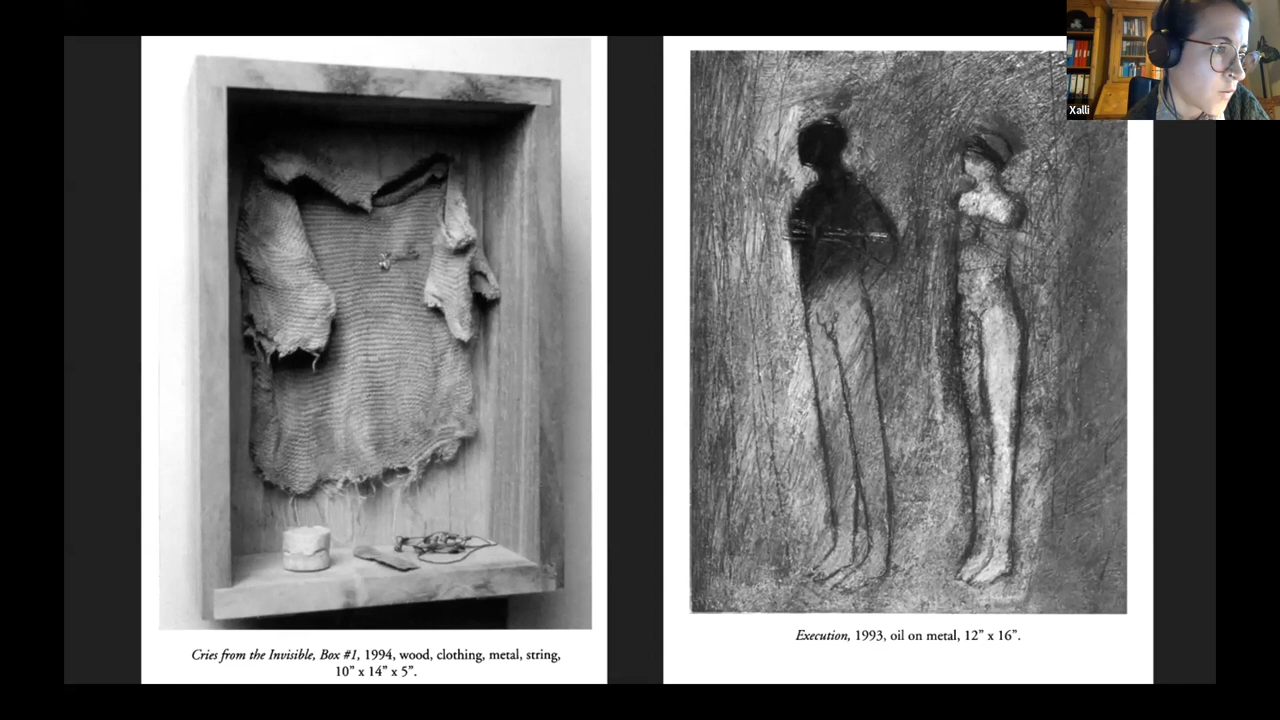 Xalli
Cries from the Invisible, Box #1, 1994, wood, clothing, metal, string,
10” x 14” x 5”.
Execution, 1993, oil on metal, 12” x 16”.